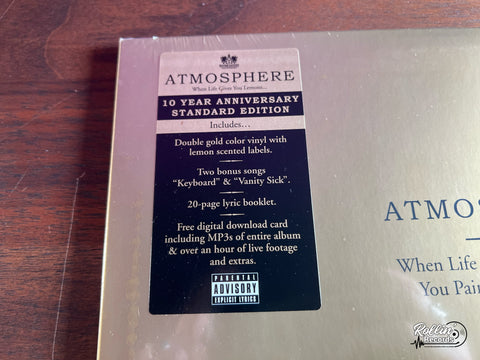 ATMOSPHERE
When Life Gives You Lemons...
10 YEAR ANNIVERSARY
STANDARD EDITION
Includes...
Double gold color vinyl with
lemon scented labels.
Two bonus songs
“Keyboard” & “Vanity Sick”.
20-page lyric booklet.
Free digital download card
including MP3s of entire album
& over an hour of live footage
and extras.
PARENTAL
ADVISORY
EXPLICIT LYRICS
ATMOS
When Life
You Pain
Rollin
Records